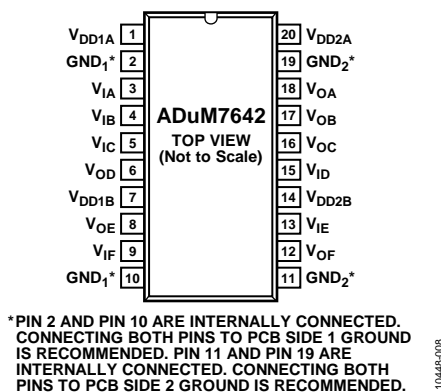 VDD1A 1 20 VDD2A
GND1* 2 19 GND2*
VIA 3 18 VOA
VIB 4 ADuM7642 17 VOB
VIC 5 TOP VIEW 16 VOC
(Not to Scale)
VOD 6 15 VID
VDD1B 7 14 VDD2B
VOE 8 13 VIE
VIF 9 12 VOF
GND1* 10 11 GND2*
*PIN 2 AND PIN 10 ARE INTERNALLY CONNECTED.
CONNECTING BOTH PINS TO PCB SIDE 1 GROUND
IS RECOMMENDED. PIN 11 AND PIN 19 ARE
INTERNALLY CONNECTED. CONNECTING BOTH
PINS TO PCB SIDE 2 GROUND IS RECOMMENDED.
10448-008